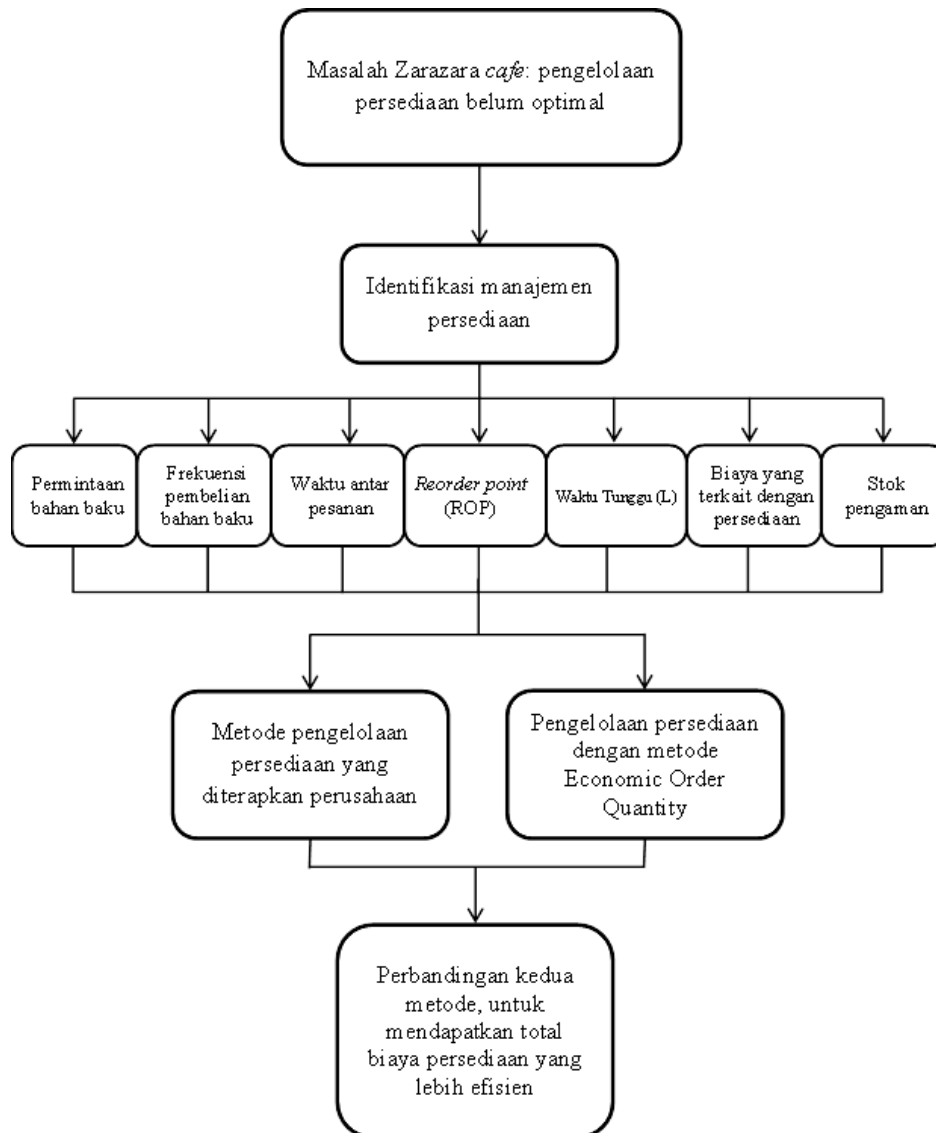 Masalah Zarazara cafe: pengelolaan
persediaan belum optimal
Identifikasi manajemen
persediaan
Permintaan
bahan baku
Frekuensi
pembelian
bahan baku
Waktu antar
pesanan
Reorder point
(ROP)
Waktu Tunggu (L)
Biaya yang
terkait dengan
persediaan
Stok
pengaman
Metode pengelolaan
persediaan yang
diterapkan perusahaan
Pengelolaan persediaan
dengan metode
Economic Order
Quantity
Perbandingan kedua
metode, untuk
mendapatkan total
biaya persediaan yang
lebih efisien